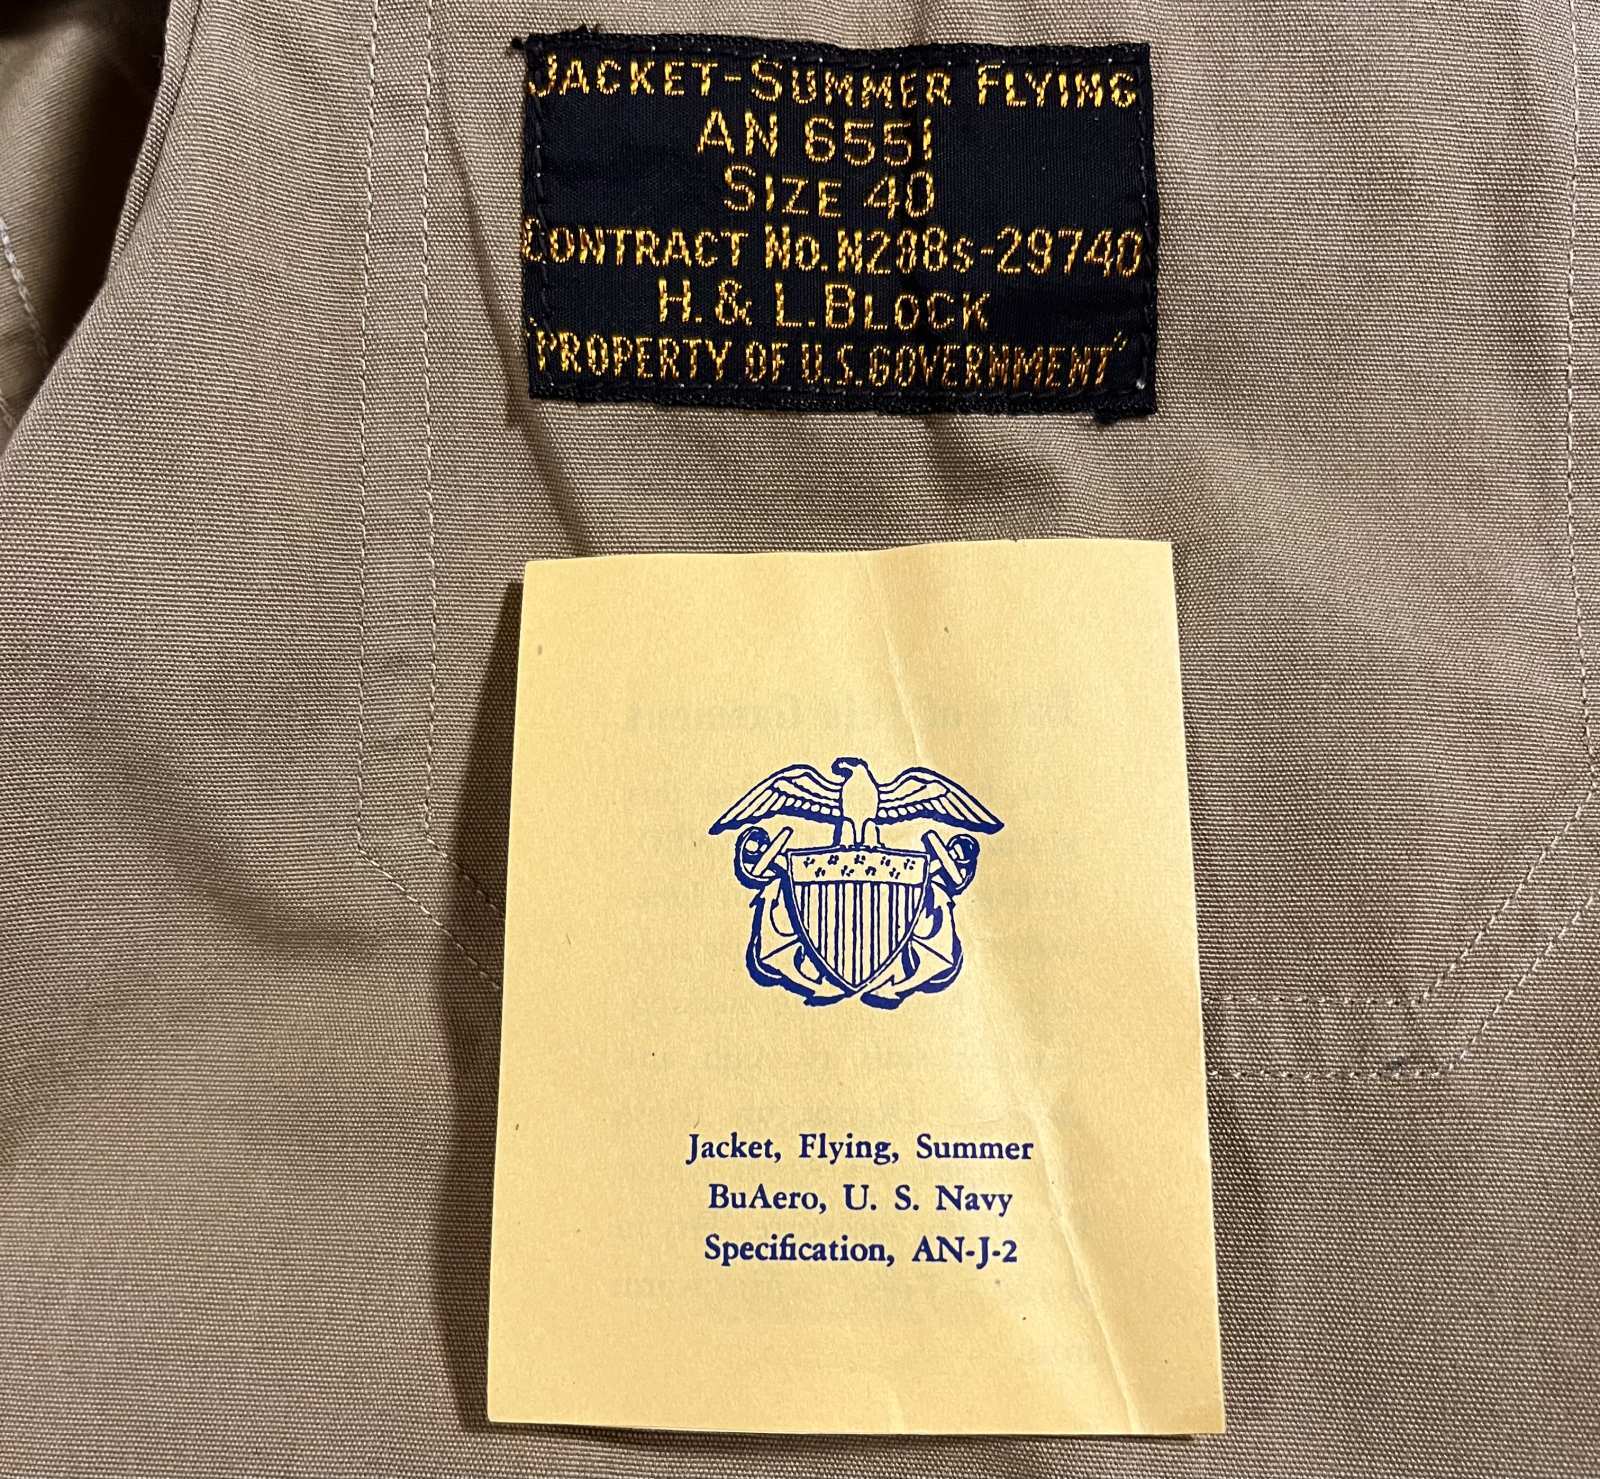 JACKET-SUMMER FLYING
AN 6551
SIZE 40
CONTRACT No. N288s-29740
H. & L. BLOCK
"PROPERTY OF U.S. GOVERNMENT"
Jacket, Flying, Summer
BuAero, U. S. Navy
Specification, AN-J-2